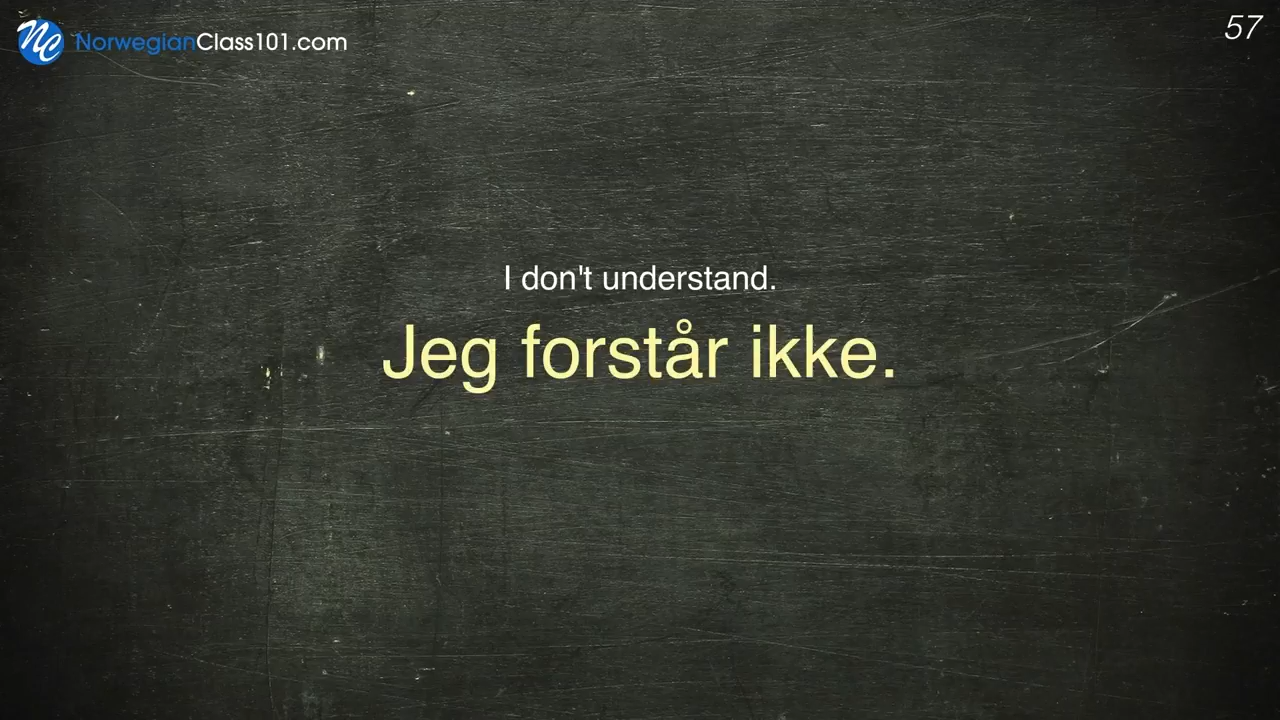 NorwegianClass101.com
57
I don't understand.
Jeg forstår ikke.